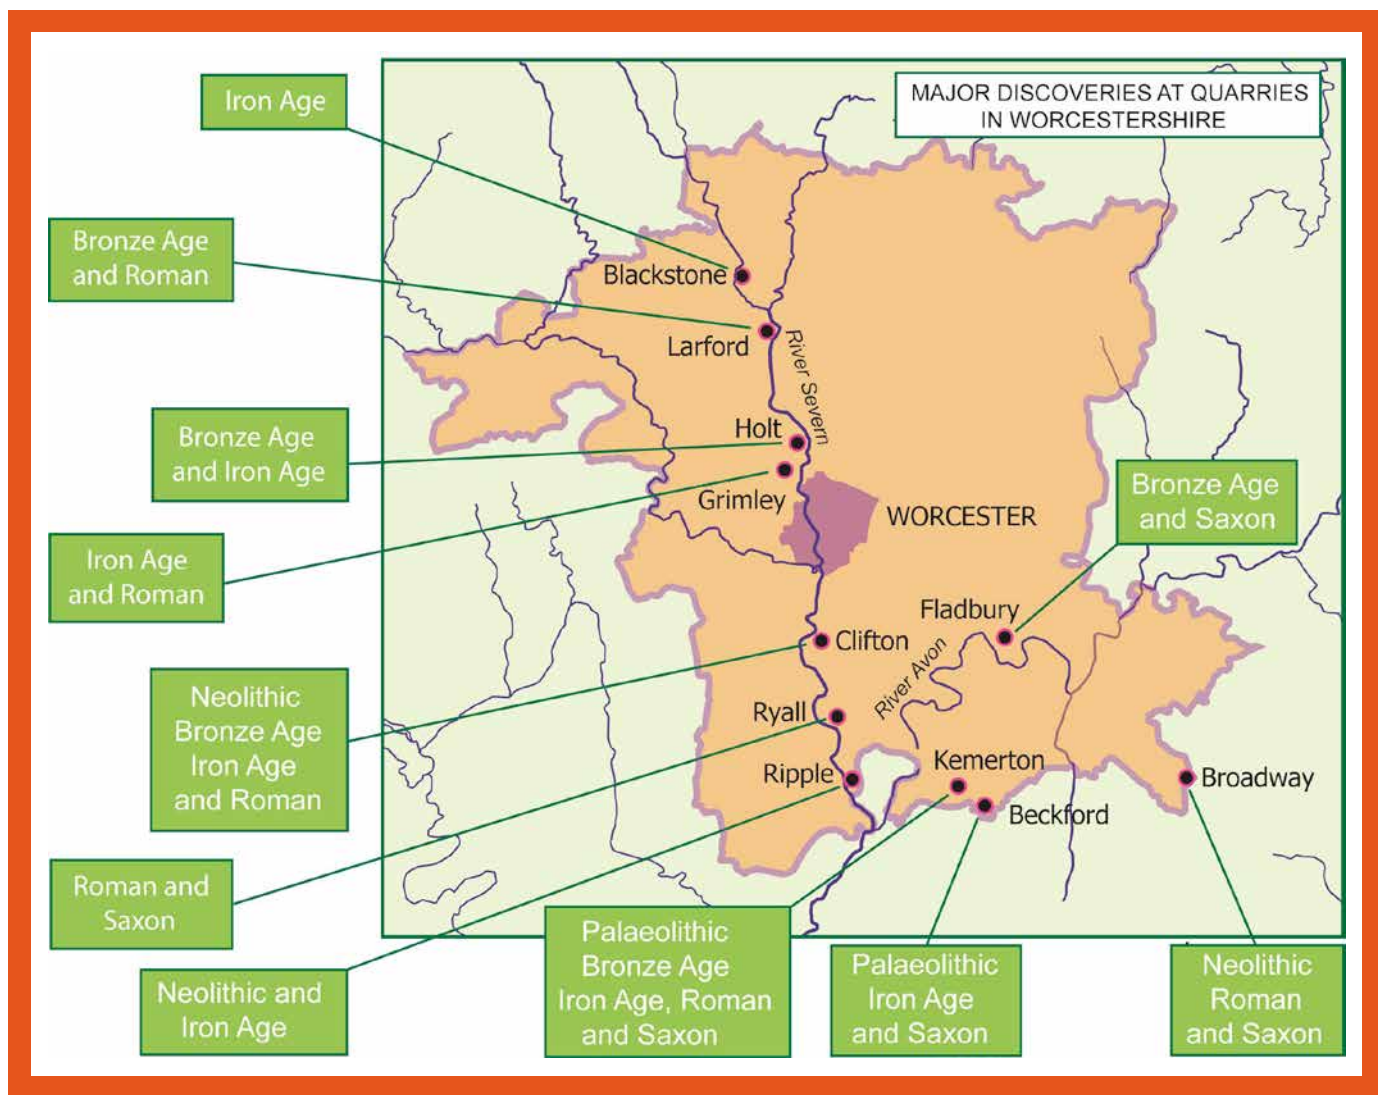 MAJOR DISCOVERIES AT QUARRIES
IN WORCESTERSHIRE
Iron Age
Bronze Age
and Roman
Bronze Age
and Iron Age
Iron Age
and Roman
Neolithic
Bronze Age
Iron Age
and Roman
Roman and
Saxon
Neolithic and
Iron Age
Palaeolithic
Bronze Age
Iron Age, Roman
and Saxon
Palaeolithic
Iron Age
and Saxon
Neolithic
Roman
and Saxon
Bronze Age
and Saxon
Blackstone
Larford
River Severn
Holt
Grimley
WORCESTER
Fladbury
Clifton
River Avon
Ryall
Ripple
Kemerton
Beckford
Broadway